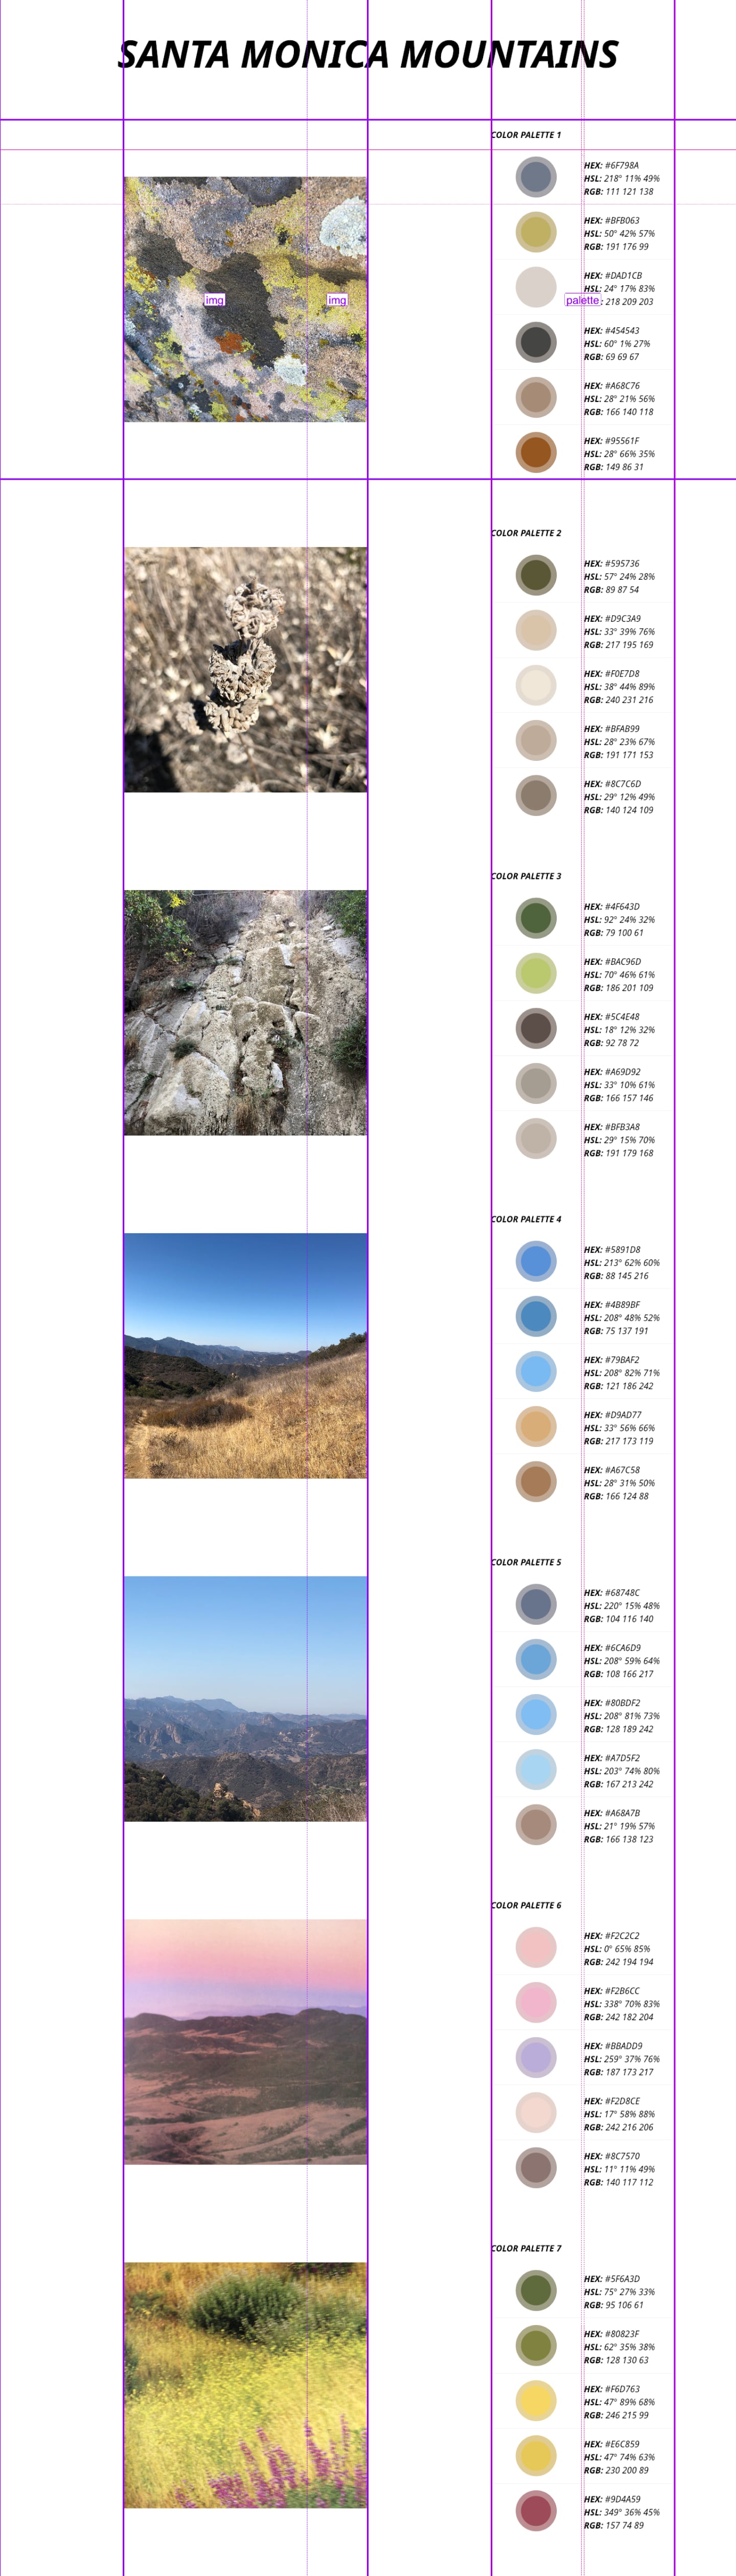 SANTA MONICA MOUNTAINS
COLOR PALETTE 1
HEX: #6F798A
HSL: 218° 11% 49%
RGB: 111 121 138
HEX: #BFB063
HSL: 50° 42% 57%
RGB: 191 176 99
HEX: #DAD1CB
HSL: 24° 17% 83%
img
img
palette
: 218 209 203
HEX: #454543
HSL: 60° 1% 27%
RGB: 69 69 67
HEX: #A68C76
HSL: 28° 21% 56%
RGB: 166 140 118
HEX: #95561F
HSL: 28° 66% 35%
RGB: 149 86 31
COLOR PALETTE 2
HEX: #595736
HSL: 57° 24% 28%
RGB: 89 87 54
HEX: #D9C3A9
HSL: 33° 39% 76%
RGB: 217 195 169
HEX: #F0E7D8
HSL: 38° 44% 89%
RGB: 240 231 216
HEX: #BFAB99
HSL: 28° 23% 67%
RGB: 191 171 153
HEX: #8C7C6D
HSL: 29° 12% 49%
RGB: 140 124 109
COLOR PALETTE 3
HEX: #4F643D
HSL: 92° 24% 32%
RGB: 79 100 61
HEX: #BAC96D
HSL: 70° 46% 61%
RGB: 186 201 109
HEX: #5C4E48
HSL: 18° 12% 32%
RGB: 92 78 72
HEX: #A69D92
HSL: 33° 10% 61%
RGB: 166 157 146
HEX: #BFB3A8
HSL: 29° 15% 70%
RGB: 191 179 168
COLOR PALETTE 4
HEX: #5891D8
HSL: 213° 62% 60%
RGB: 88 145 216
HEX: #4B89BF
HSL: 208° 48% 52%
RGB: 75 137 191
HEX: #79BAF2
HSL: 208° 82% 71%
RGB: 121 186 242
HEX: #D9AD77
HSL: 33° 56% 66%
RGB: 217 173 119
HEX: #A67C58
HSL: 28° 31% 50%
RGB: 166 124 88
COLOR PALETTE 5
HEX: #68748C
HSL: 220° 15% 48%
RGB: 104 116 140
HEX: #6CA6D9
HSL: 208° 59% 64%
RGB: 108 166 217
HEX: #80BDF2
HSL: 208° 81% 73%
RGB: 128 189 242
HEX: #A7D5F2
HSL: 203° 74% 80%
RGB: 167 213 242
HEX: #A68A7B
HSL: 21° 19% 57%
RGB: 166 138 123
COLOR PALETTE 6
HEX: #F2C2C2
HSL: 0° 65% 85%
RGB: 242 194 194
HEX: #F2B6CC
HSL: 338° 70% 83%
RGB: 242 182 204
HEX: #BBADD9
HSL: 259° 37% 76%
RGB: 187 173 217
HEX: #F2D8CE
HSL: 17° 58% 88%
RGB: 242 216 206
HEX: #8C7570
HSL: 11° 11% 49%
RGB: 140 117 112
COLOR PALETTE 7
HEX: #5F6A3D
HSL: 75° 27% 33%
RGB: 95 106 61
HEX: #80823F
HSL: 62° 35% 38%
RGB: 128 130 63
HEX: #F6D763
HSL: 47° 89% 68%
RGB: 246 215 99
HEX: #E6C859
HSL: 47° 74% 63%
RGB: 230 200 89
HEX: #9D4A59
HSL: 349° 36% 45%
RGB: 157 74 89